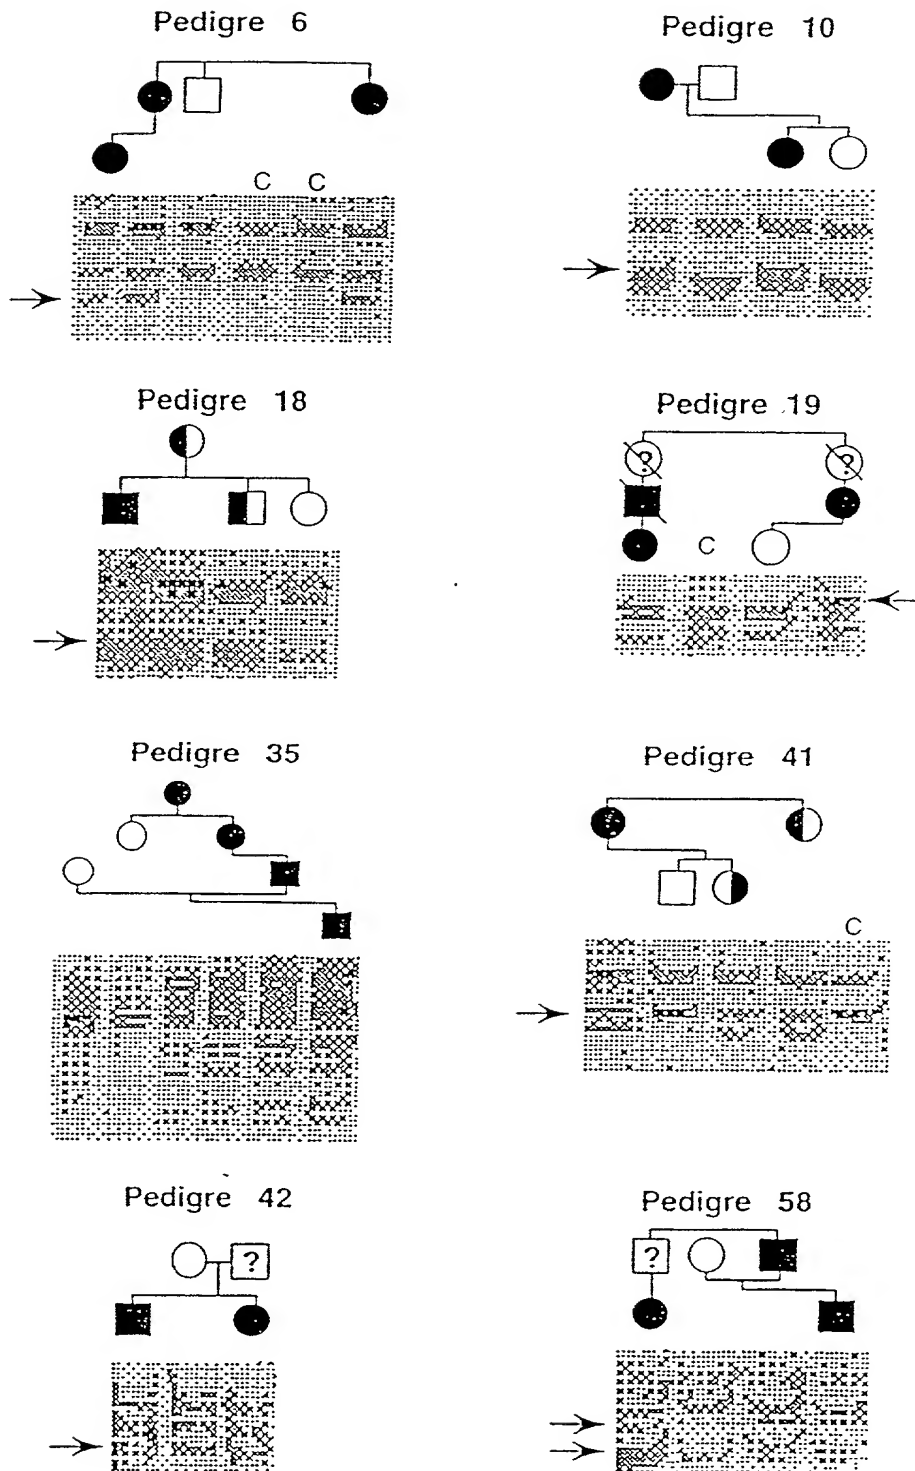 Pedigre 6
Pedigre 10
C C
Pedigre 18
Pedigre 19
? ?
C
Pedigre 35
Pedigre 41
C
Pedigre 42
Pedigre 58
?
?